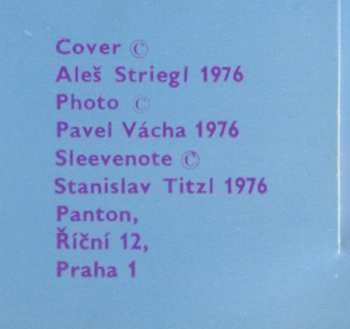 Cover ©
Aleš Striegl 1976
Photo ©
Pavel Vácha 1976
Sleevenote ©
Stanislav Titzl 1976
Panton,
Říční 12,
Praha 1